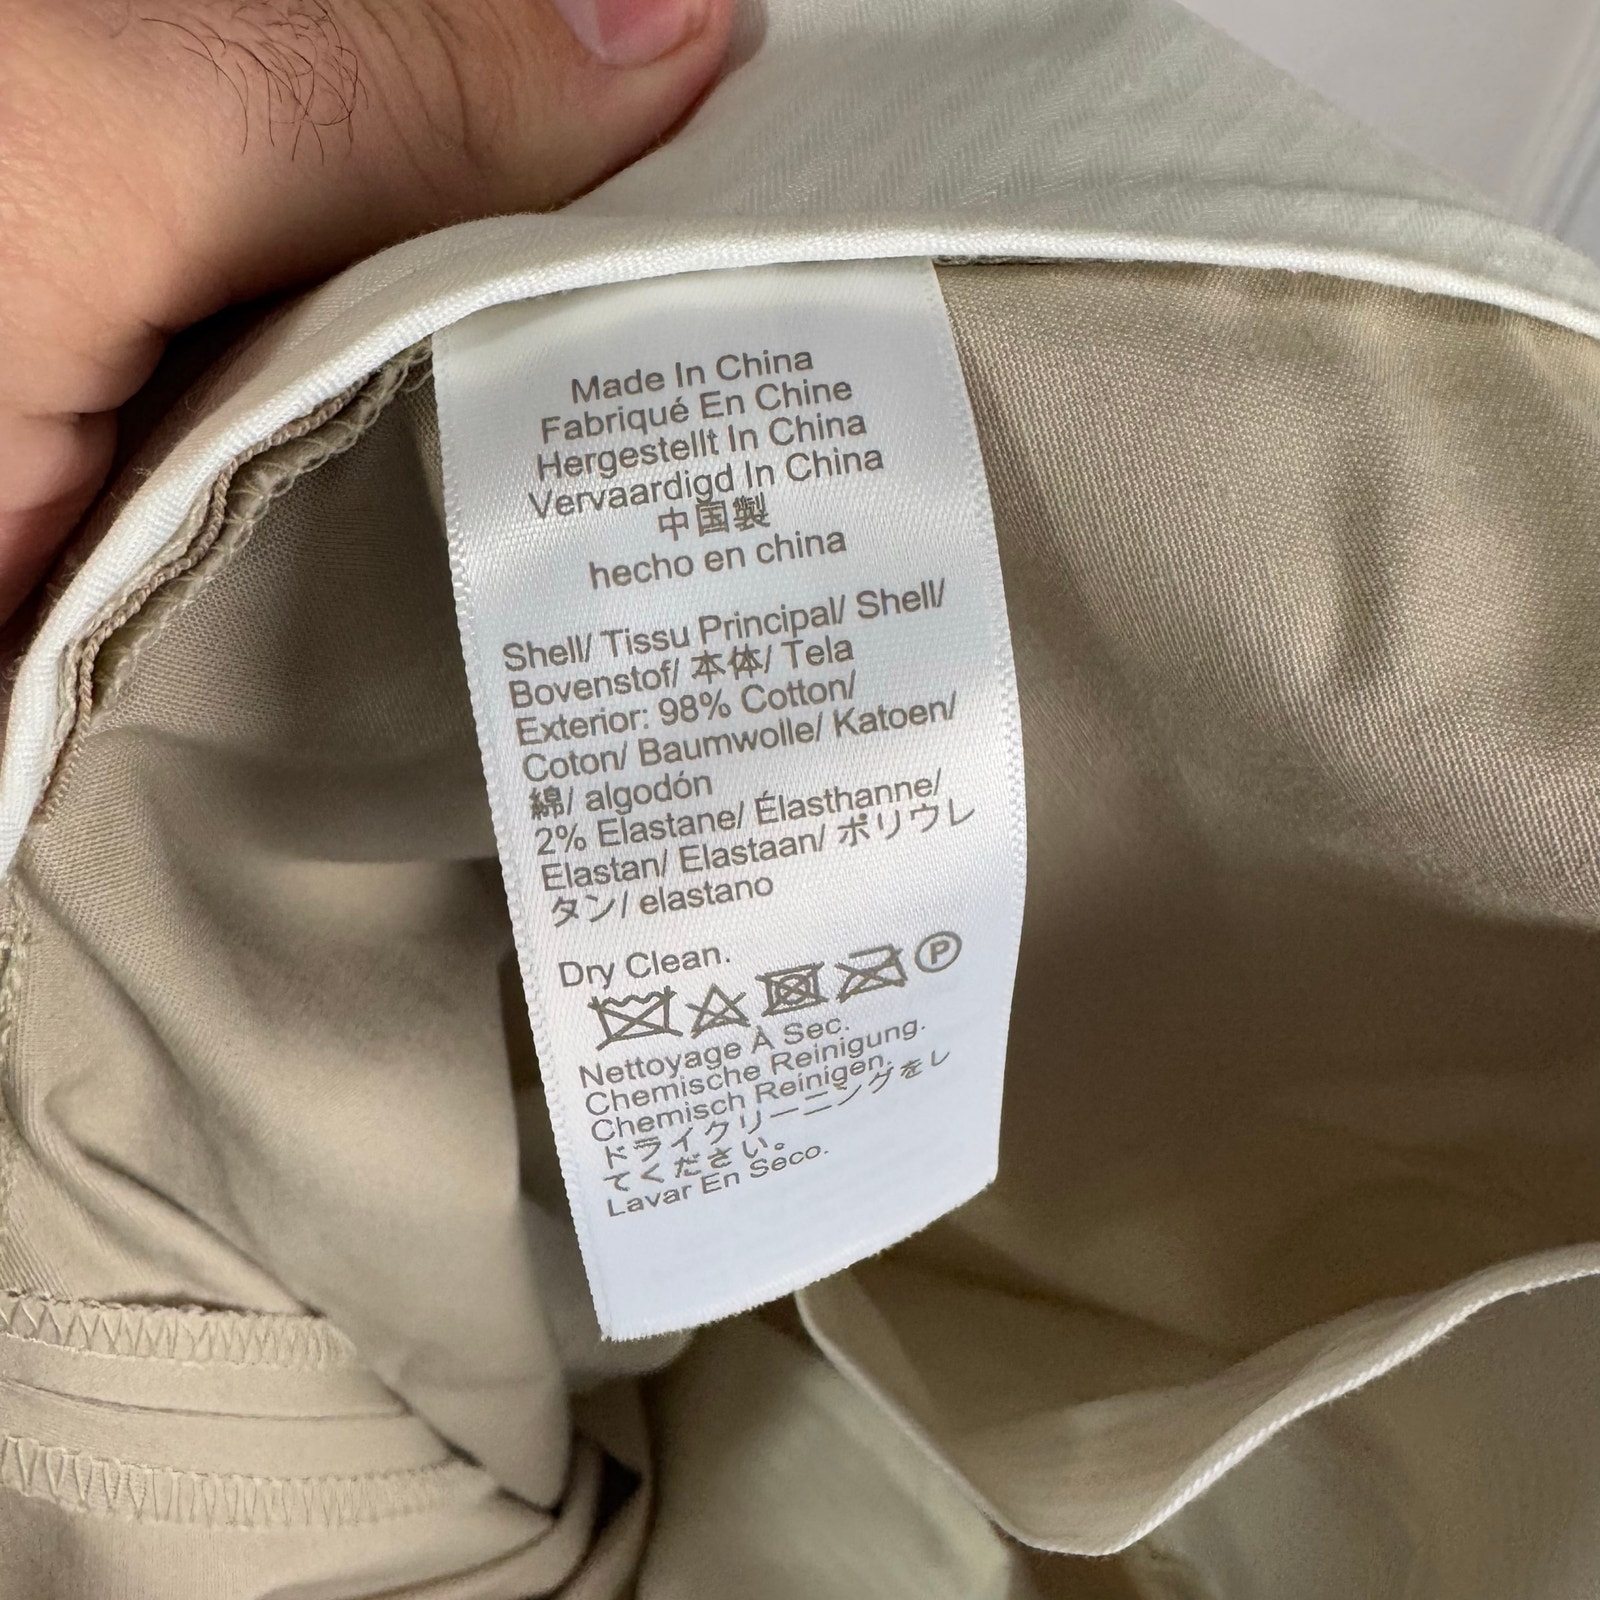 Made In China
Fabriqué En Chine
Hergestellt In China
Vervaardigd In China
中国製
hecho en china
Shell/ Tissu Principal/ Shell/
Bovenstof/ 本体/ Tela
Exterior: 98% Cotton/
Coton/ Baumwolle/ Katoen/
綿/ algodón
2% Elastane/ Élasthanne/
Elastan/ Elastaan/ ポリウレ
タン/ elastano
Dry Clean.
P
Nettoyage À Sec.
Chemische Reinigung.
Chemisch Reinigen.
ドライクリーニングをし
てください。
Lavar En Seco.